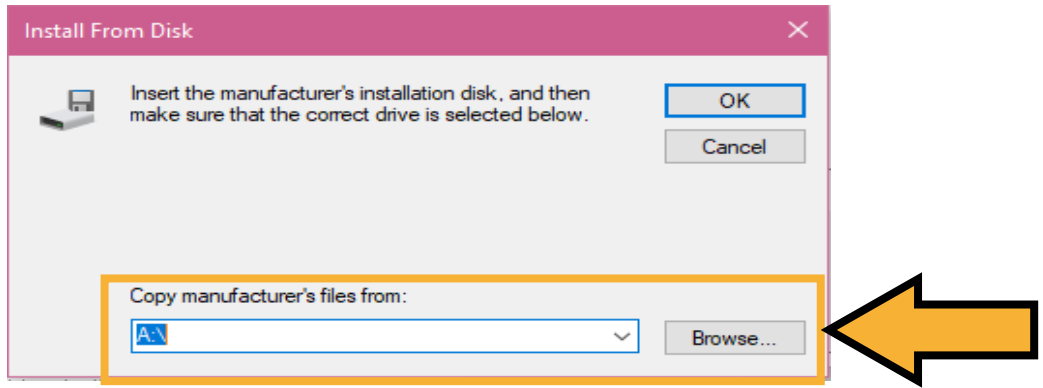 Install From Disk
Insert the manufacturer's installation disk, and then
make sure that the correct drive is selected below.
OK
Cancel
Copy manufacturer's files from:
A:\
Browse...